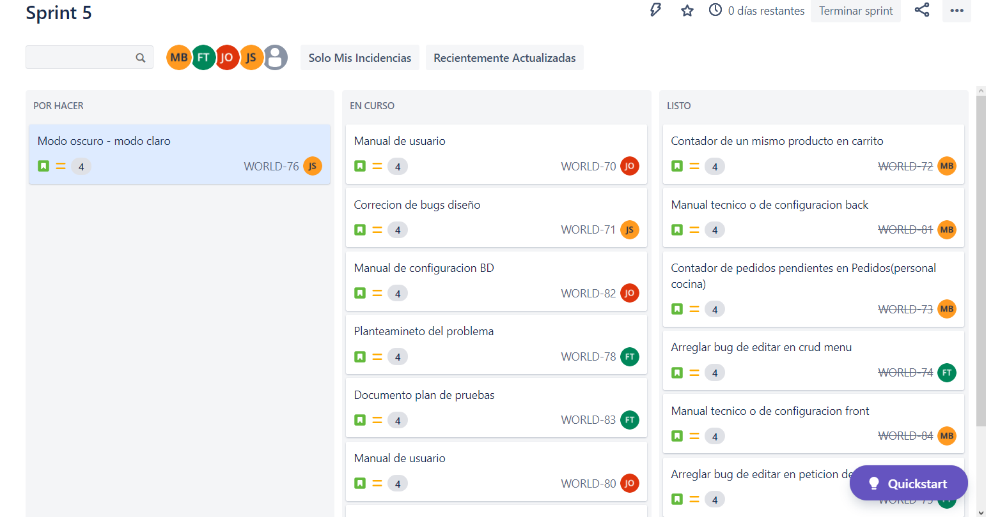 Sprint 5
0 días restantes
Terminar sprint
MB FT JO JS
Solo Mis Incidencias
Recientemente Actualizadas
POR HACER
Modo oscuro - modo claro
4 WORLD-76 JS
EN CURSO
Manual de usuario
4 WORLD-70 JO
Correcion de bugs diseño
4 WORLD-71 JS
Manual de configuracion BD
4 WORLD-82 JO
Planteamineto del problema
4 WORLD-78 FT
Documento plan de pruebas
4 WORLD-83 FT
Manual de usuario
4 WORLD-80 JO
LISTO
Contador de un mismo producto en carrito
4 WORLD-72 MB
Manual tecnico o de configuracion back
4 WORLD-81 MB
Contador de pedidos pendientes en Pedidos(personal
cocina)
4 WORLD-73 MB
Arreglar bug de editar en crud menu
4 WORLD-74 FT
Manual tecnico o de configuracion front
4 WORLD-84 MB
Arreglar bug de editar en peticion de
4
Quickstart